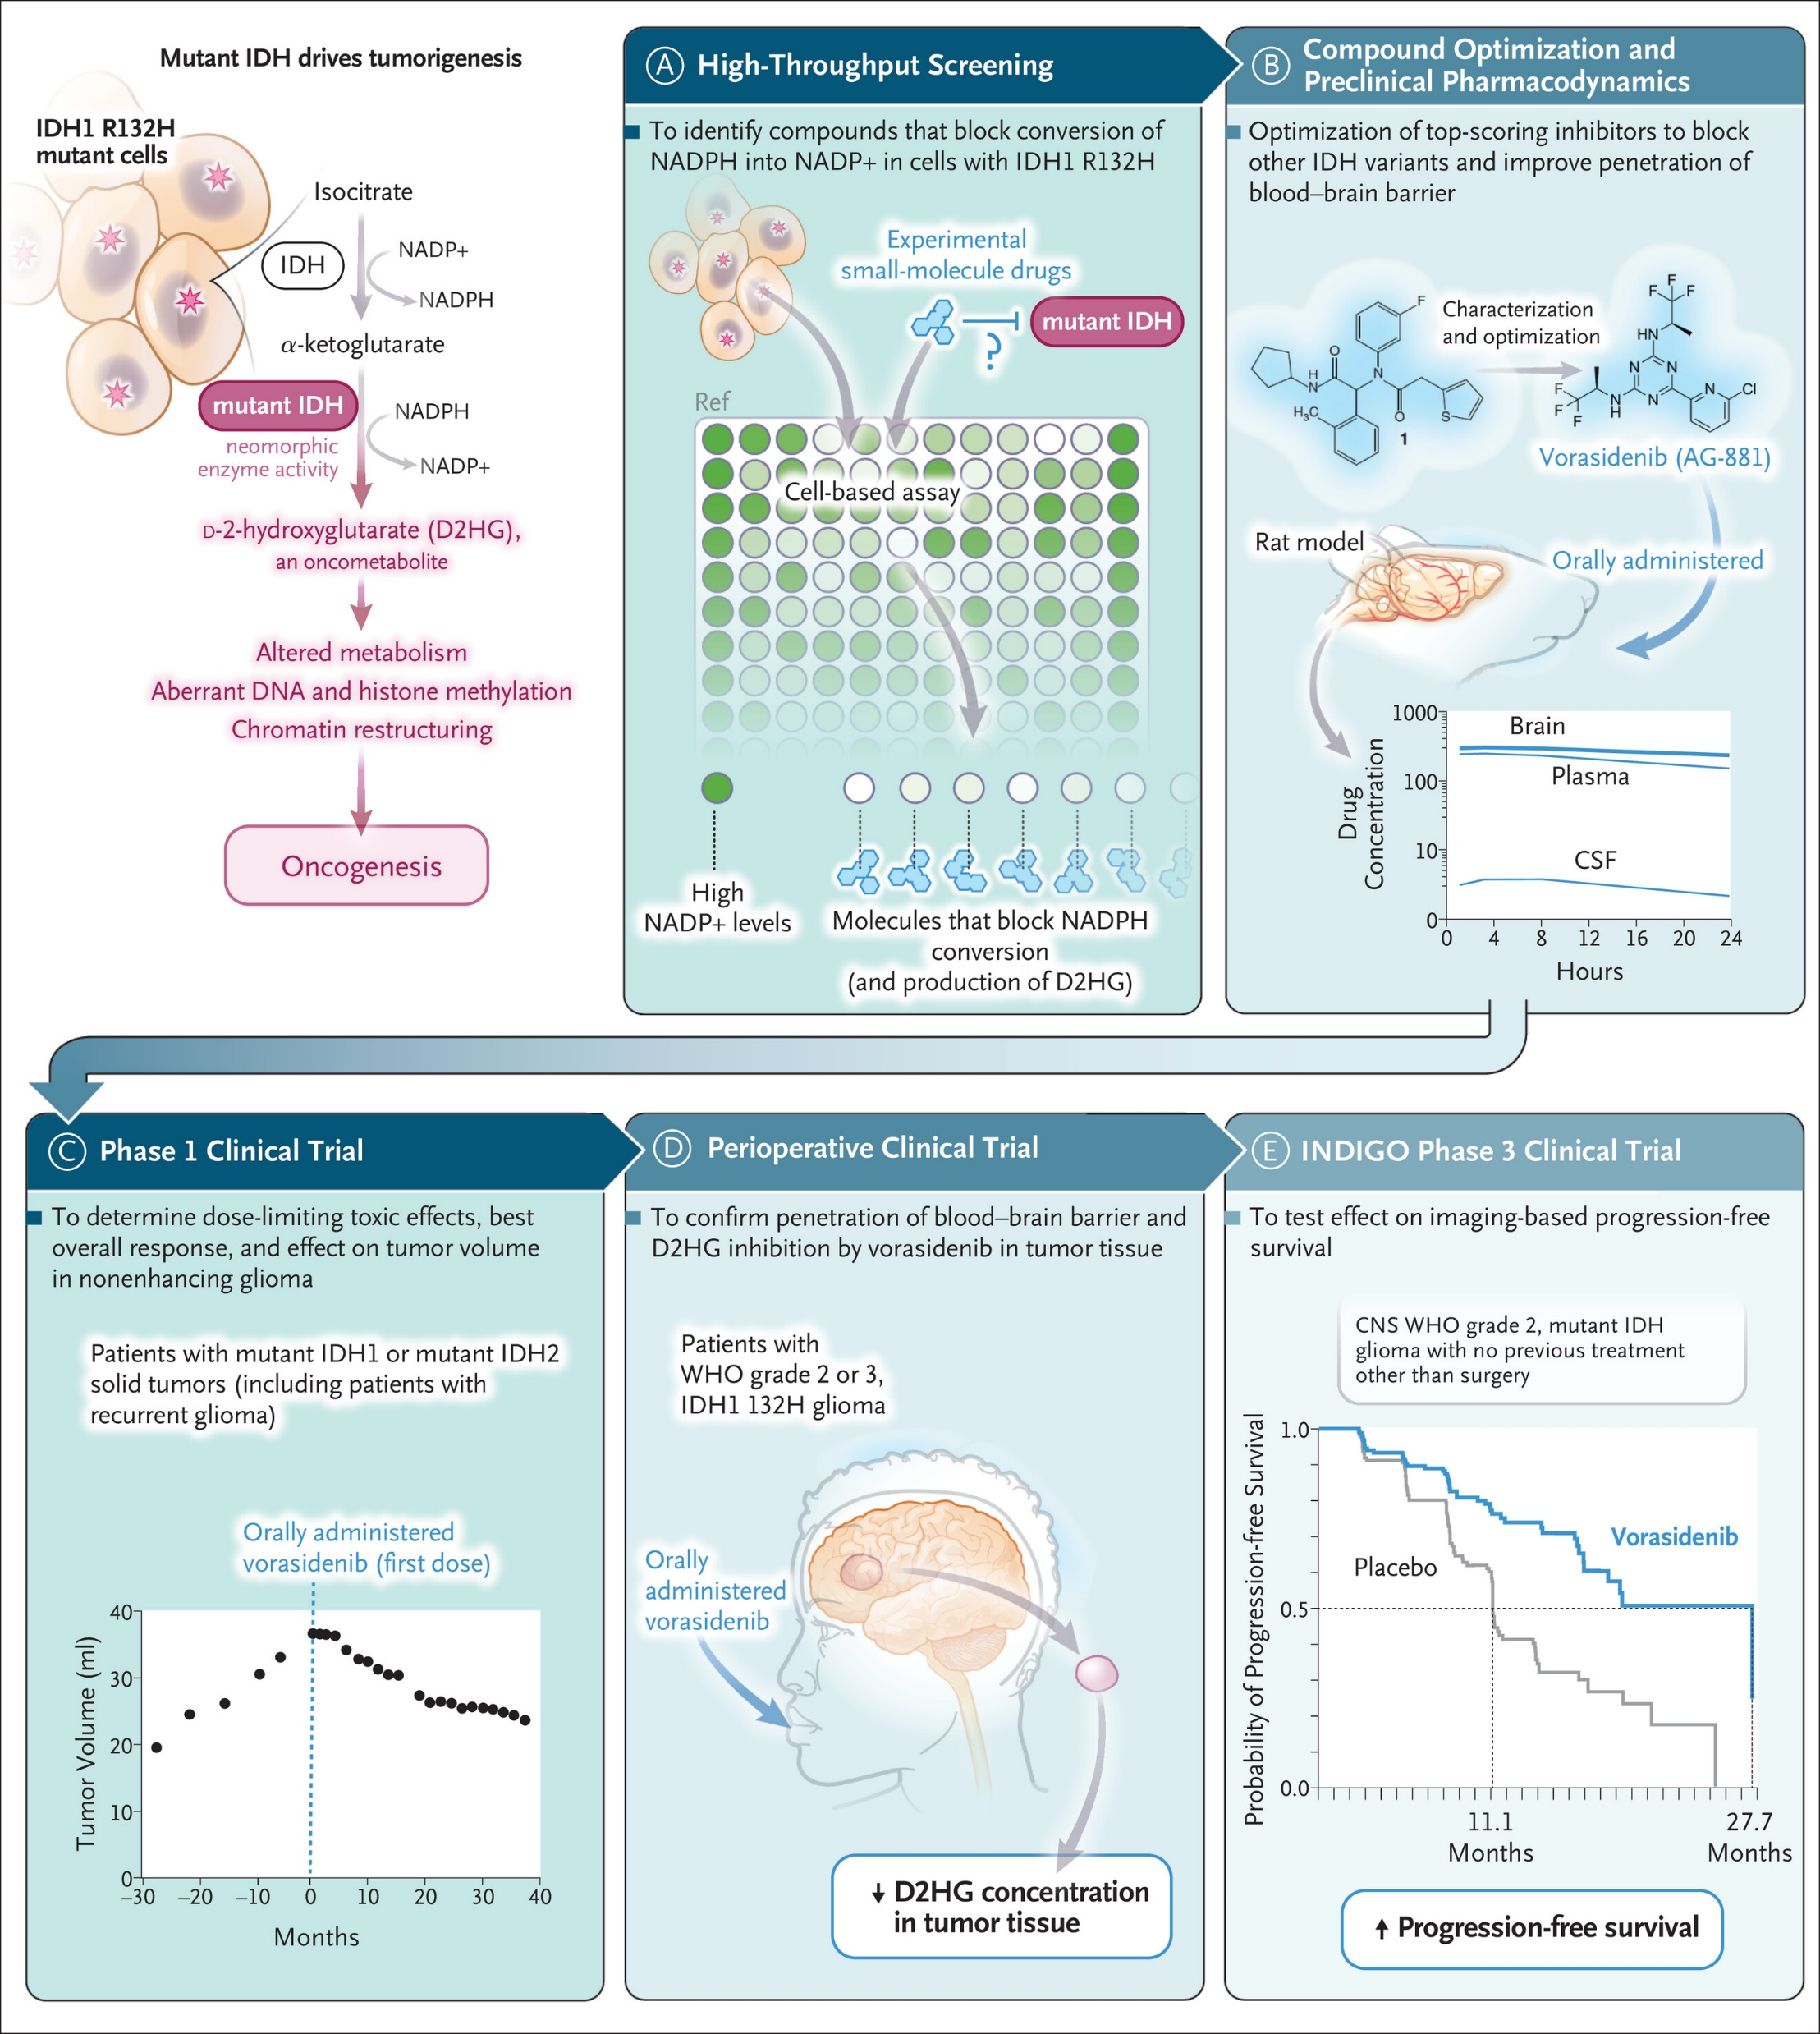 Mutant IDH drives tumorigenesis
IDH1 R132H
mutant cells
Isocitrate
IDH
NADP+
NADPH
α-ketoglutarate
mutant IDH
neomorphic
enzyme activity
NADPH
NADP+
D-2-hydroxyglutarate (D2HG),
an oncometabolite
Altered metabolism
Aberrant DNA and histone methylation
Chromatin restructuring
Oncogenesis
A High-Throughput Screening
To identify compounds that block conversion of
NADPH into NADP+ in cells with IDH1 R132H
Experimental
small-molecule drugs
mutant IDH
?
Ref
Cell-based assay
High
NADP+ levels
Molecules that block NADPH
conversion
(and production of D2HG)
B Compound Optimization and
Preclinical Pharmacodynamics
Optimization of top-scoring inhibitors to block
other IDH variants and improve penetration of
blood–brain barrier
F
O
H
N
N
O
S
H₃C
1
Characterization
and optimization
F
F
F
HN
N
N
N
N
Cl
F
F
F
N
H
Vorasidenib (AG-881)
Rat model
Orally administered
Drug
Concentration
1000
100
10
0
Brain
Plasma
CSF
0 4 8 12 16 20 24
Hours
C Phase 1 Clinical Trial
To determine dose-limiting toxic effects, best
overall response, and effect on tumor volume
in nonenhancing glioma
Patients with mutant IDH1 or mutant IDH2
solid tumors (including patients with
recurrent glioma)
Orally administered
vorasidenib (first dose)
Tumor Volume (ml)
40
30
20
10
0
−30 −20 −10 0 10 20 30 40
Months
D Perioperative Clinical Trial
To confirm penetration of blood–brain barrier and
D2HG inhibition by vorasidenib in tumor tissue
Patients with
WHO grade 2 or 3,
IDH1 132H glioma
Orally
administered
vorasidenib
↓ D2HG concentration
in tumor tissue
E INDIGO Phase 3 Clinical Trial
To test effect on imaging-based progression-free
survival
CNS WHO grade 2, mutant IDH
glioma with no previous treatment
other than surgery
Probability of Progression-free Survival
1.0
0.5
0.0
Vorasidenib
Placebo
11.1
Months
27.7
Months
↑ Progression-free survival